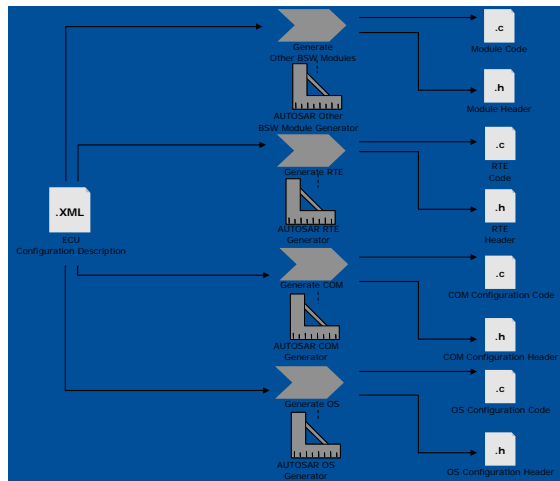 .c
Generate
Other BSW Modules
Module Code
.h
AUTOSAR Other
BSW Module Generator
Module Header
.c
Generate RTE
RTE
Code
.XML
.h
AUTOSAR RTE
Generator
RTE
Header
ECU
Configuration Description
.c
Generate COM
COM Configuration Code
.h
AUTOSAR COM
Generator
COM Configuration Header
.c
Generate OS
OS Configuration Code
.h
AUTOSAR OS
Generator
OS Configuration Header